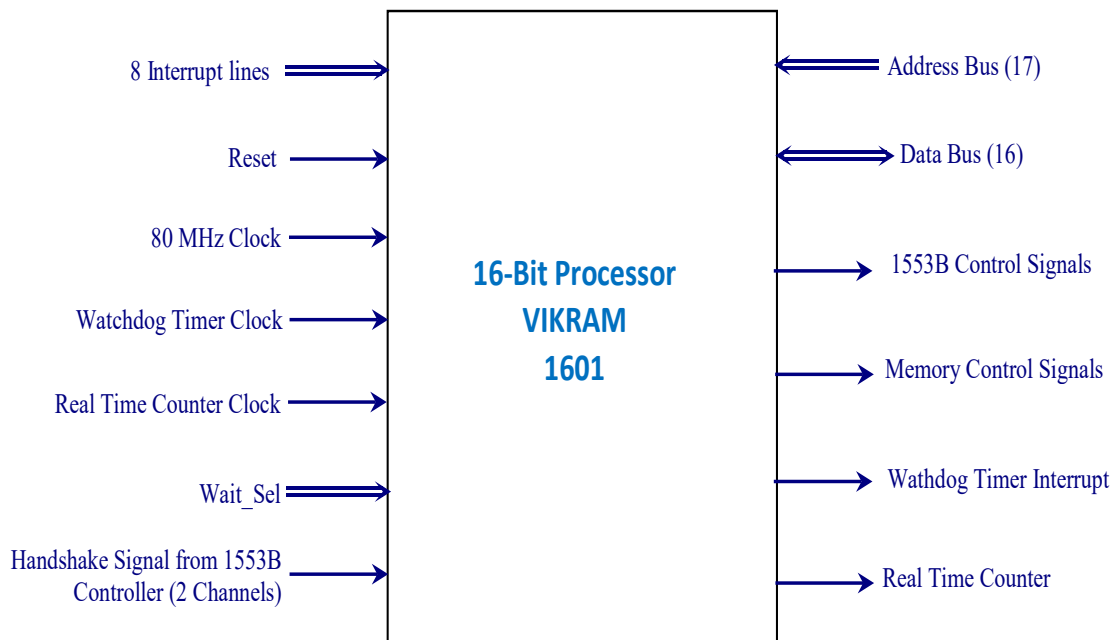 8 Interrupt lines
Reset
80 MHz Clock
Watchdog Timer Clock
Real Time Counter Clock
Wait_Sel
Handshake Signal from 1553B
Controller (2 Channels)
16-Bit Processor
VIKRAM
1601
Address Bus (17)
Data Bus (16)
1553B Control Signals
Memory Control Signals
Wathdog Timer Interrupt
Real Time Counter